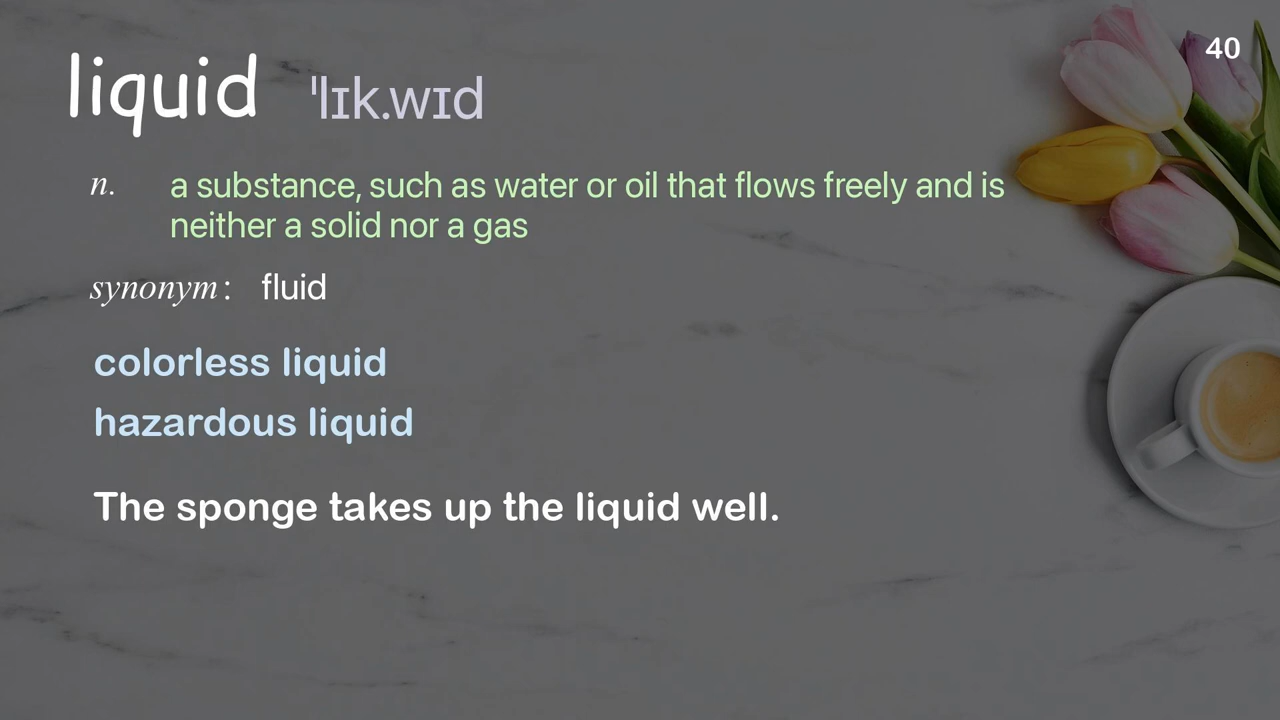 40
liquid ˈlɪk.wɪd
n. a substance, such as water or oil that flows freely and is
neither a solid nor a gas
synonym: fluid
colorless liquid
hazardous liquid
The sponge takes up the liquid well.